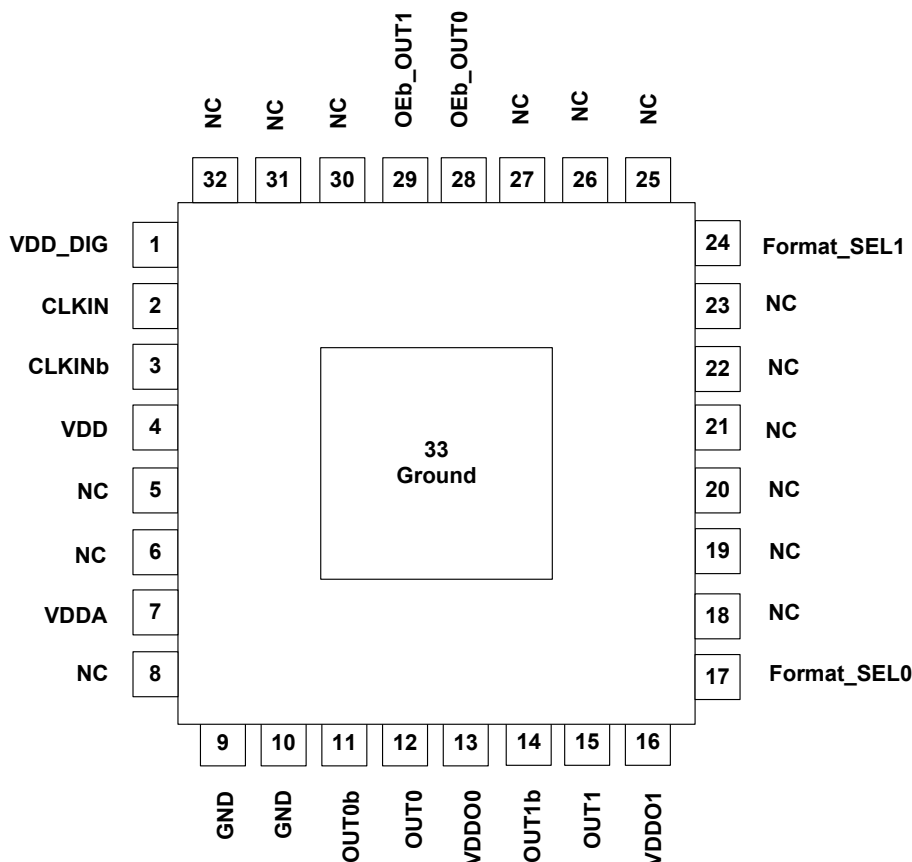 NC
NC
NC
OEb_OUT1
OEb_OUT0
NC
NC
NC
32
31
30
29
28
27
26
25
VDD_DIG
1
CLKIN
2
CLKINb
3
VDD
4
NC
5
NC
6
VDDA
7
NC
8
33
Ground
24
Format_SEL1
23
NC
22
NC
21
NC
20
NC
19
NC
18
NC
17
Format_SEL0
9
10
11
12
13
14
15
16
GND
GND
OUT0b
OUT0
VDDO0
OUT1b
OUT1
VDDO1